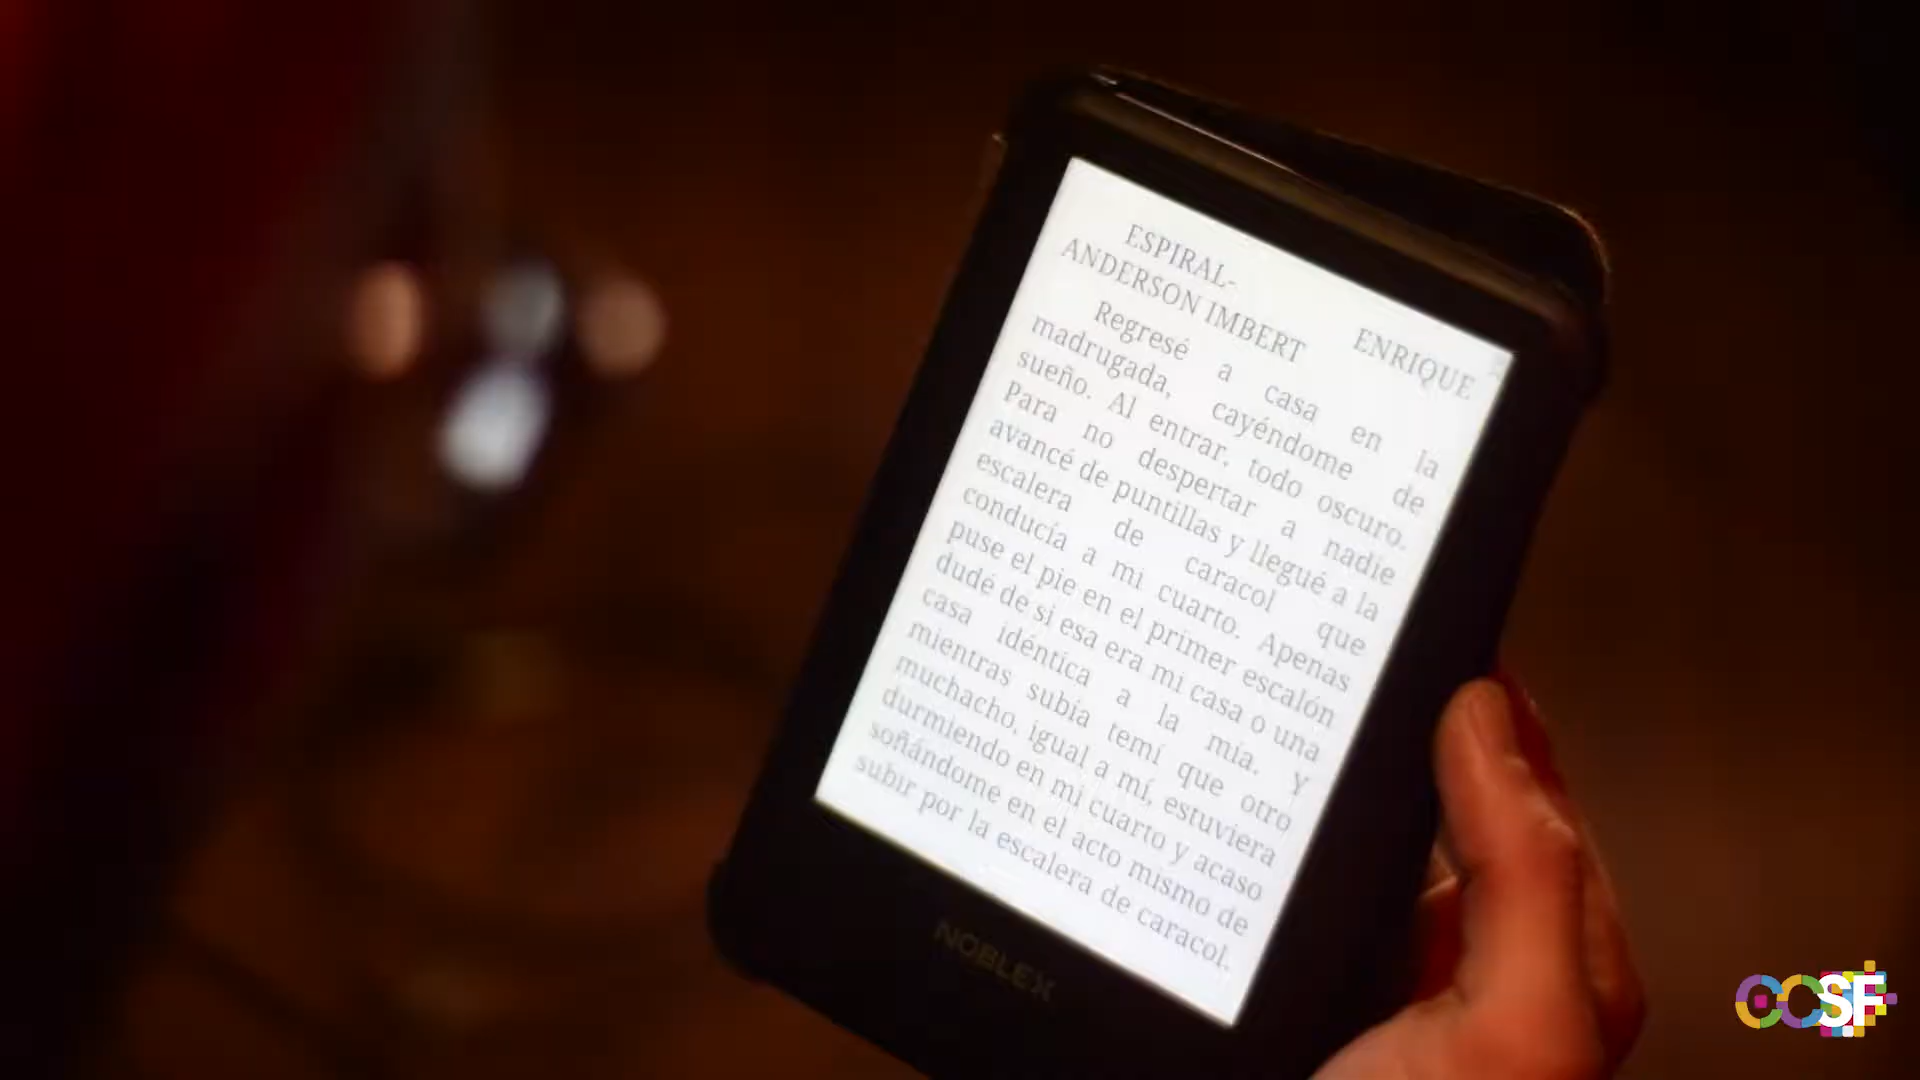 ESPIRAL- ENRIQUE
ANDERSON IMBERT
Regresé a casa en la
madrugada, cayéndome de
sueño. Al entrar, todo oscuro.
Para no despertar a nadie
avancé de puntillas y llegué a la
escalera de caracol que
conducía a mi cuarto. Apenas
puse el pie en el primer escalón
dudé de si esa era mi casa o una
casa idéntica a la mía. Y
mientras subía temí que otro
muchacho, igual a mí, estuviera
durmiendo en mi cuarto y acaso
soñándome en el acto mismo de
subir por la escalera de caracol.
NOBLEX
CCSF